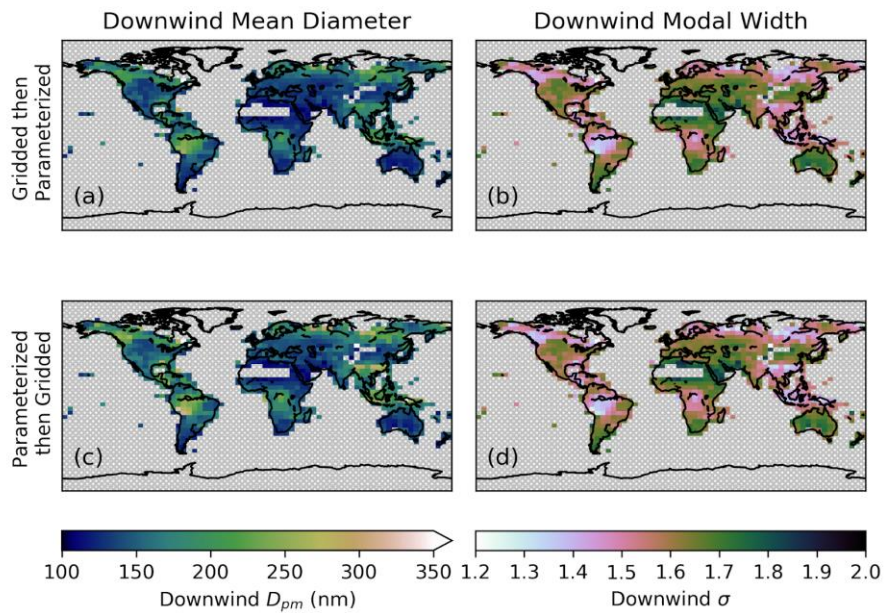 Downwind Mean Diameter
Downwind Modal Width
Gridded then
Parameterized
(a)
(b)
Parameterized
then Gridded
(c)
(d)
100 150 200 250 300 350
1.2 1.3 1.4 1.5 1.6 1.7 1.8 1.9 2.0
Downwind D_pm (nm)
Downwind σ